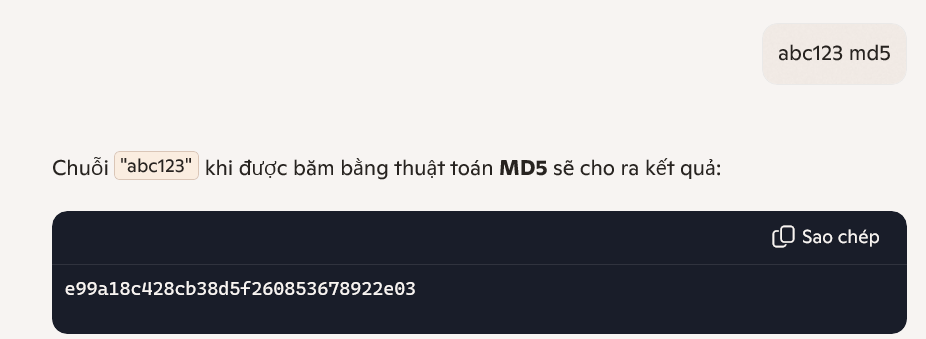 abc123 md5
Chuỗi "abc123" khi được băm bằng thuật toán MD5 sẽ cho ra kết quả:
Sao chép
e99a18c428cb38d5f260853678922e03